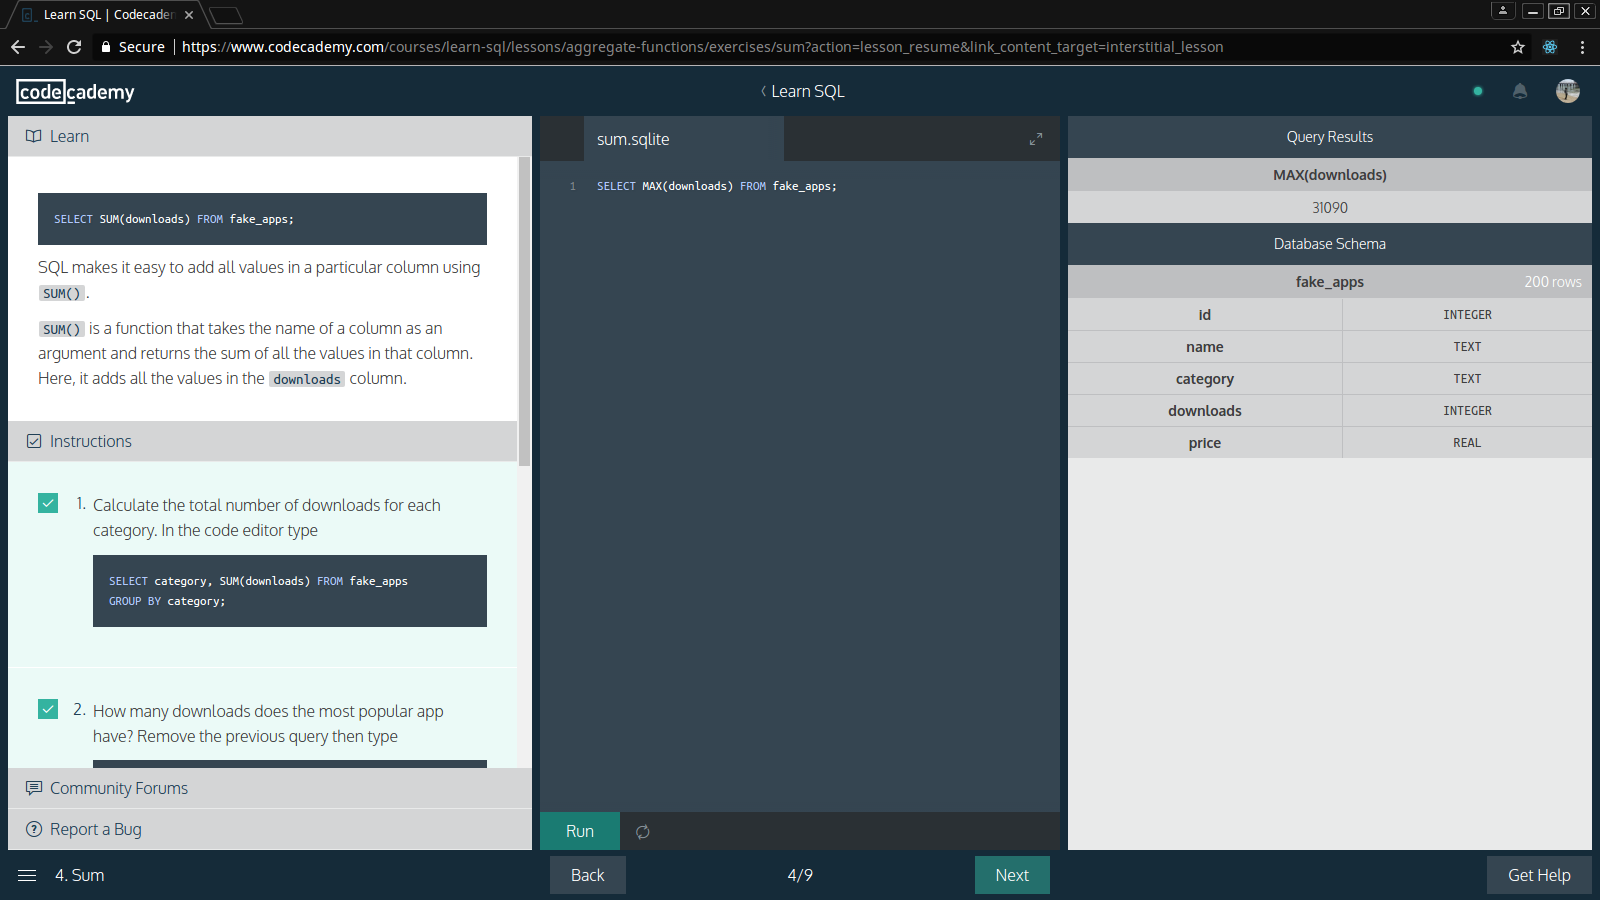 Learn SQL | Codecaden
Secure
https://www.codecademy.com/courses/learn-sql/lessons/aggregate-functions/exercises/sum?action=lesson_resume&link_content_target=interstitial_lesson
codecademy
Learn SQL
Learn
SELECT SUM(downloads) FROM fake_apps;
SQL makes it easy to add all values in a particular column using
SUM() .
SUM() is a function that takes the name of a column as an
argument and returns the sum of all the values in that column.
Here, it adds all the values in the downloads column.
Instructions
1. Calculate the total number of downloads for each
category. In the code editor type
SELECT category, SUM(downloads) FROM fake_apps
GROUP BY category;
2. How many downloads does the most popular app
have? Remove the previous query then type
Community Forums
Report a Bug
sum.sqlite
1 SELECT MAX(downloads) FROM fake_apps;
Run
Query Results
MAX(downloads)
31090
Database Schema
fake_apps 200 rows
id INTEGER
name TEXT
category TEXT
downloads INTEGER
price REAL
4. Sum
Back
4/9
Next
Get Help